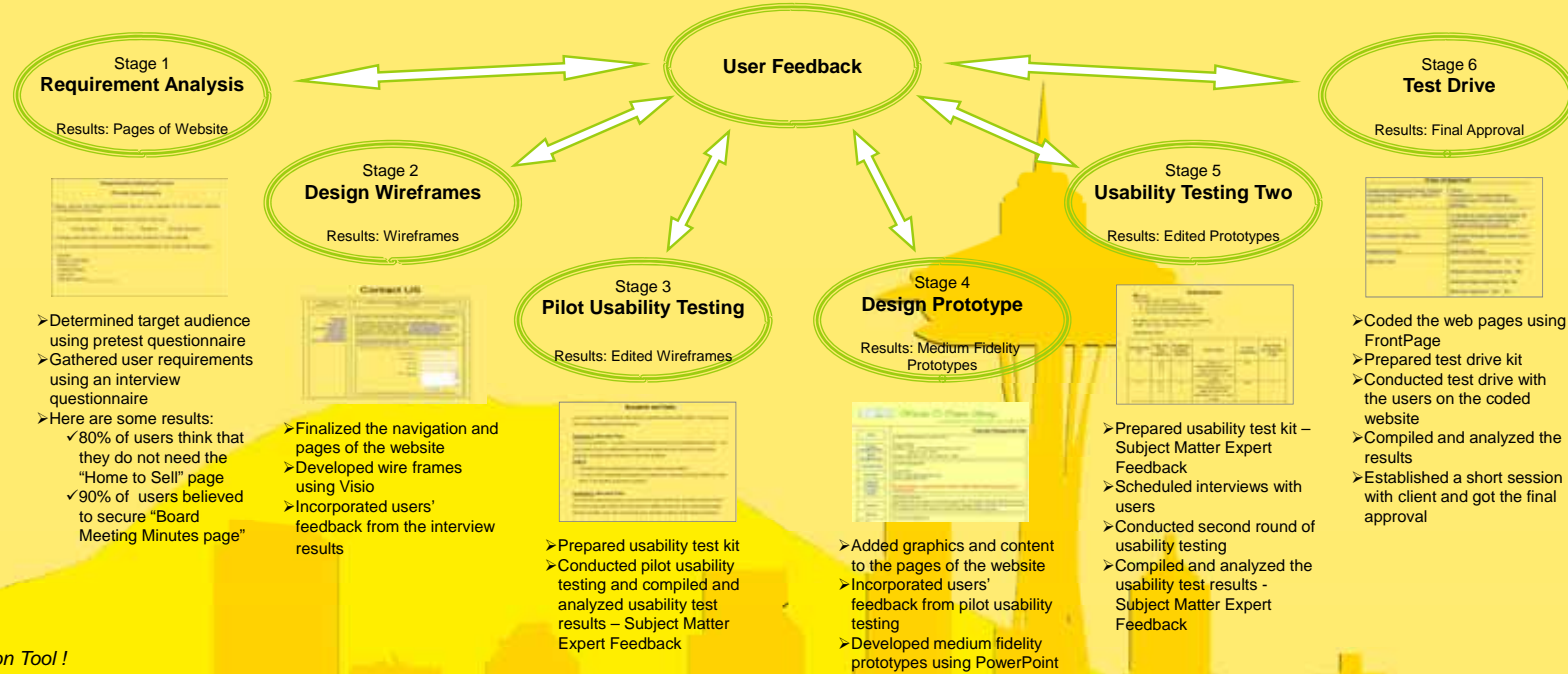 User Feedback
Stage 1
Requirement Analysis
Results: Pages of Website
➢Determined target audience
using pretest questionnaire
➢Gathered user requirements
using an interview
questionnaire
➢Here are some results:
✓80% of users think that
they do not need the
“Home to Sell” page
✓90% of users believed
to secure “Board
Meeting Minutes page”
Stage 2
Design Wireframes
Results: Wireframes
Contact US
➢Finalized the navigation and
pages of the website
➢Developed wire frames
using Visio
➢Incorporated users’
feedback from the interview
results
Stage 3
Pilot Usability Testing
Results: Edited Wireframes
➢Prepared usability test kit
➢Conducted pilot usability
testing and compiled and
analyzed usability test
results – Subject Matter
Expert Feedback
Stage 4
Design Prototype
Results: Medium Fidelity
Prototypes
➢Added graphics and content
to the pages of the website
➢Incorporated users’
feedback from pilot usability
testing
➢Developed medium fidelity
prototypes using PowerPoint
Stage 5
Usability Testing Two
Results: Edited Prototypes
➢Prepared usability test kit –
Subject Matter Expert
Feedback
➢Scheduled interviews with
users
➢Conducted second round of
usability testing
➢Compiled and analyzed the
usability test results -
Subject Matter Expert
Feedback
Stage 6
Test Drive
Results: Final Approval
➢Coded the web pages using
FrontPage
➢Prepared test drive kit
➢Conducted test drive with
the users on the coded
website
➢Compiled and analyzed the
results
➢Established a short session
with client and got the final
approval
on Tool !